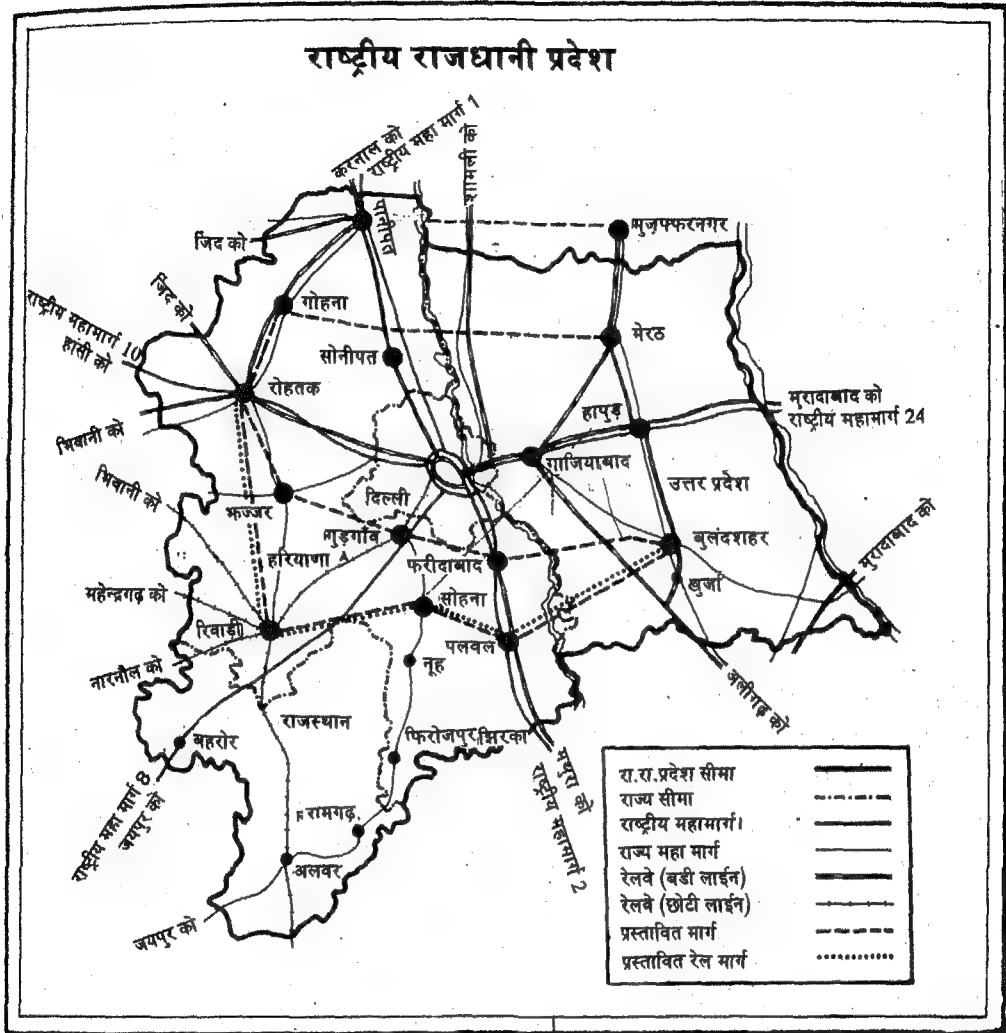 राष्ट्रीय राजधानी प्रदेश
करनाल को
राष्ट्रीय महा मार्ग 1
शामली को
पानीपत
मुज़फ्फरनगर
जिंद को
जिंद को
गोहना
राष्ट्रीय महामार्ग 10
हांसी को
सोनीपत
मेरठ
रोहतक
हापुड़
मुरादाबाद को
राष्ट्रीय महामार्ग 24
भिवानी को
गाजियाबाद
भिवानी को
दिल्ली
उत्तर प्रदेश
झज्जर
गुड़गाँव
बुलंदशहर
मुरादाबाद को
हरियाणा
फरीदाबाद
खुर्जा
महेन्द्रगढ़ को
सोहना
रिवाड़ी
पलवल
नारनौल को
नूह
अलीगढ़ को
राजस्थान
बहरोर
फिरोजपुर झिरका
मथुरा को
राष्ट्रीय महामार्ग 2
राष्ट्रीय महा मार्ग 8
जयपुर को
रामगढ़
अलवर
जयपुर को
रा.रा.प्रदेश सीमा
राज्य सीमा
राष्ट्रीय महामार्ग।
राज्य महा मार्ग
रेलवे (बडी लाईन)
रेलवे (छोटी लाईन)
प्रस्तावित मार्ग
प्रस्तावित रेल मार्ग